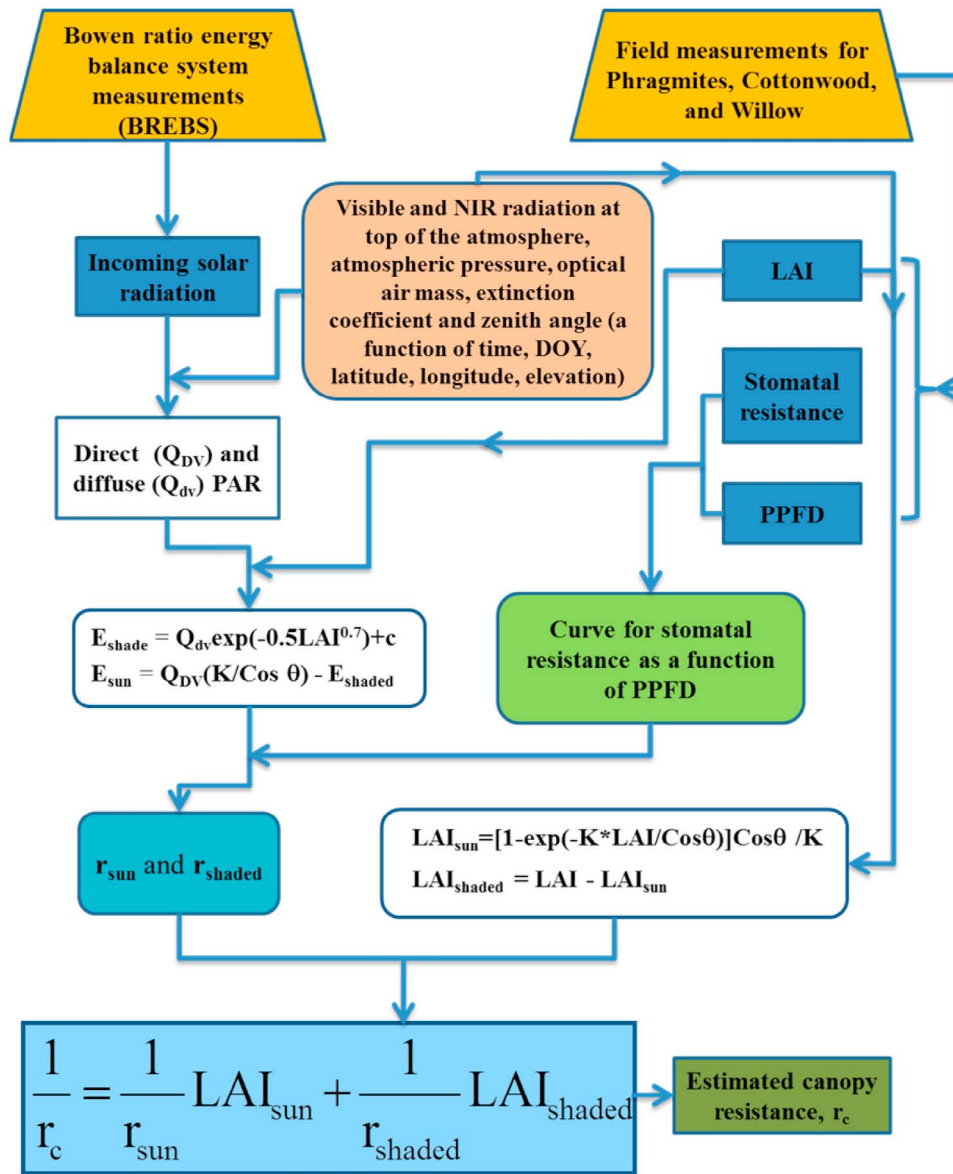 Bowen ratio energy
balance system
measurements
(BREBS)
Field measurements for
Phragmites, Cottonwood,
and Willow
Visible and NIR radiation at
top of the atmosphere,
atmospheric pressure, optical
air mass, extinction
coefficient and zenith angle (a
function of time, DOY,
latitude, longitude, elevation)
Incoming solar
radiation
LAI
Stomatal
resistance
PPFD
Direct (Q_DV) and
diffuse (Q_dv) PAR
E_shade = Q_dv exp(-0.5LAI^0.7)+c
E_sun = Q_DV(K/Cos θ) - E_shaded
Curve for stomatal
resistance as a function
of PPFD
r_sun and r_shaded
LAI_sun=[1-exp(-K*LAI/Cosθ)]Cosθ /K
LAI_shaded = LAI - LAI_sun
1/r_c = 1/r_sun LAI_sun + 1/r_shaded LAI_shaded
Estimated canopy
resistance, r_c